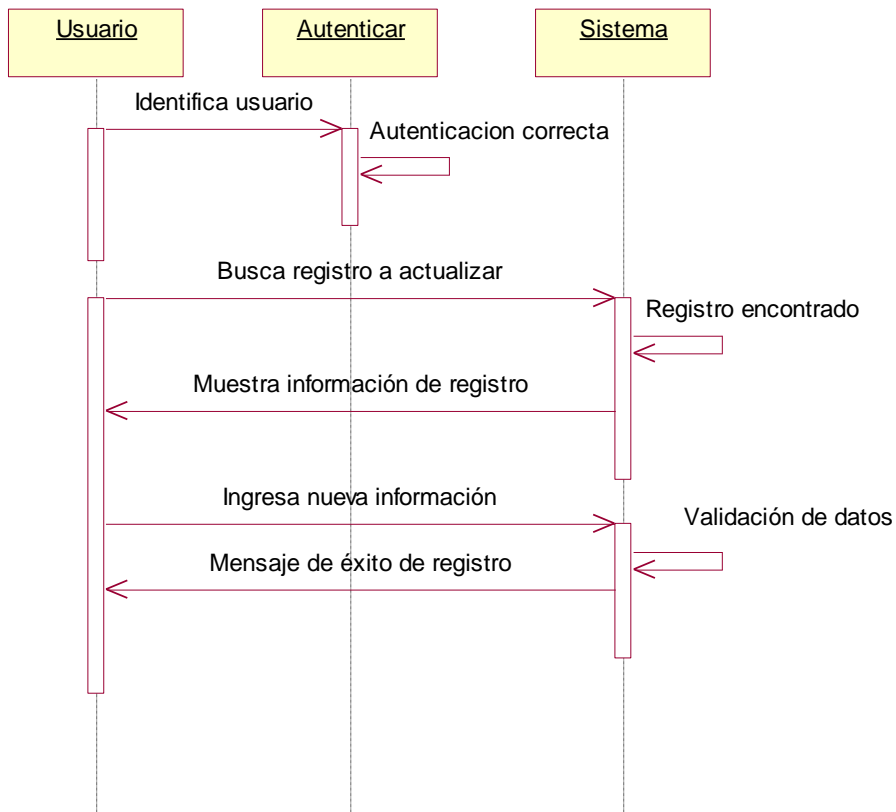 Usuario
Autenticar
Sistema
Identifica usuario
Autenticacion correcta
Busca registro a actualizar
Registro encontrado
Muestra información de registro
Ingresa nueva información
Validación de datos
Mensaje de éxito de registro